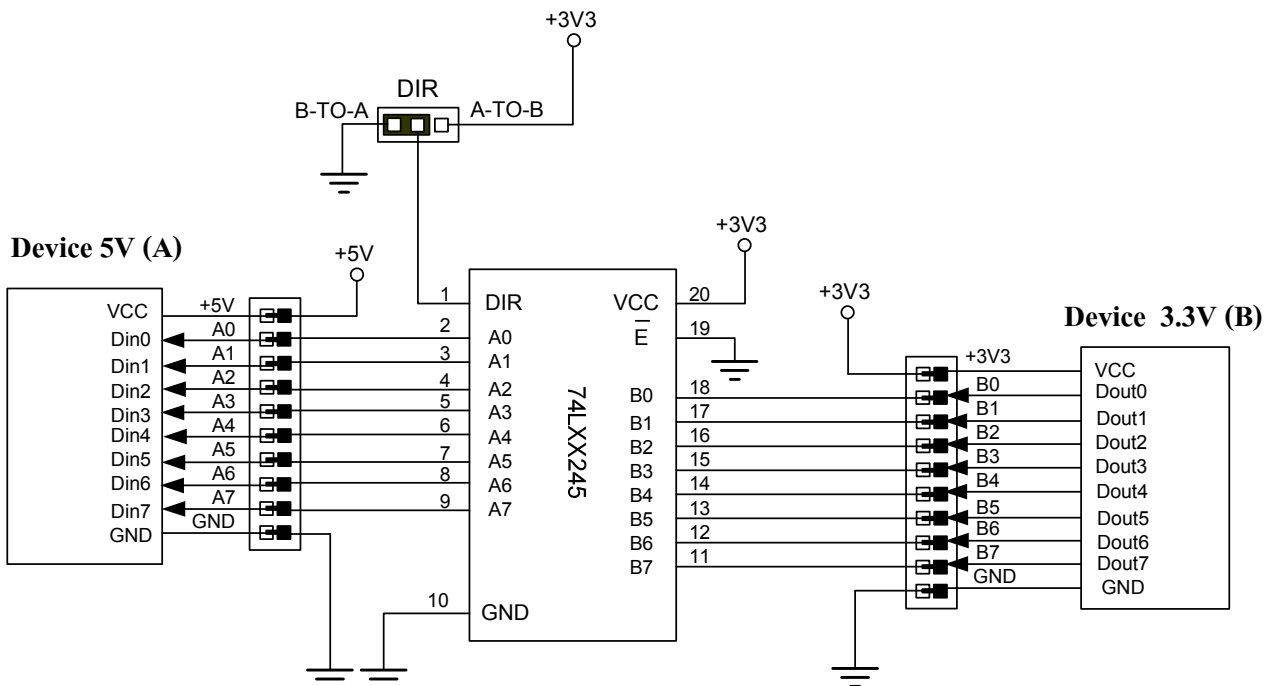 +3V3
DIR
B-TO-A
A-TO-B
Device 5V (A)
+5V
+3V3
+3V3
Device 3.3V (B)
VCC
Din0
Din1
Din2
Din3
Din4
Din5
Din6
Din7
GND
+5V
A0
A1
A2
A3
A4
A5
A6
A7
GND
1
2
3
4
5
6
7
8
9
10
DIR
A0
A1
A2
A3
A4
A5
A6
A7
GND
74LXX245
VCC
E
B0
B1
B2
B3
B4
B5
B6
B7
20
19
18
17
16
15
14
13
12
11
+3V3
B0
B1
B2
B3
B4
B5
B6
B7
GND
VCC
Dout0
Dout1
Dout2
Dout3
Dout4
Dout5
Dout6
Dout7
GND